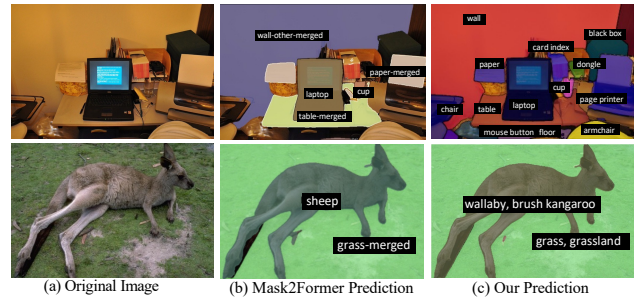 wall-other-merged
paper-merged
laptop
cup
table-merged
wall
black box
card index
paper
dongle
cup
laptop
page printer
chair
table
mouse button
floor
armchair
sheep
grass-merged
wallaby, brush kangaroo
grass, grassland
(a) Original Image
(b) Mask2Former Prediction
(c) Our Prediction